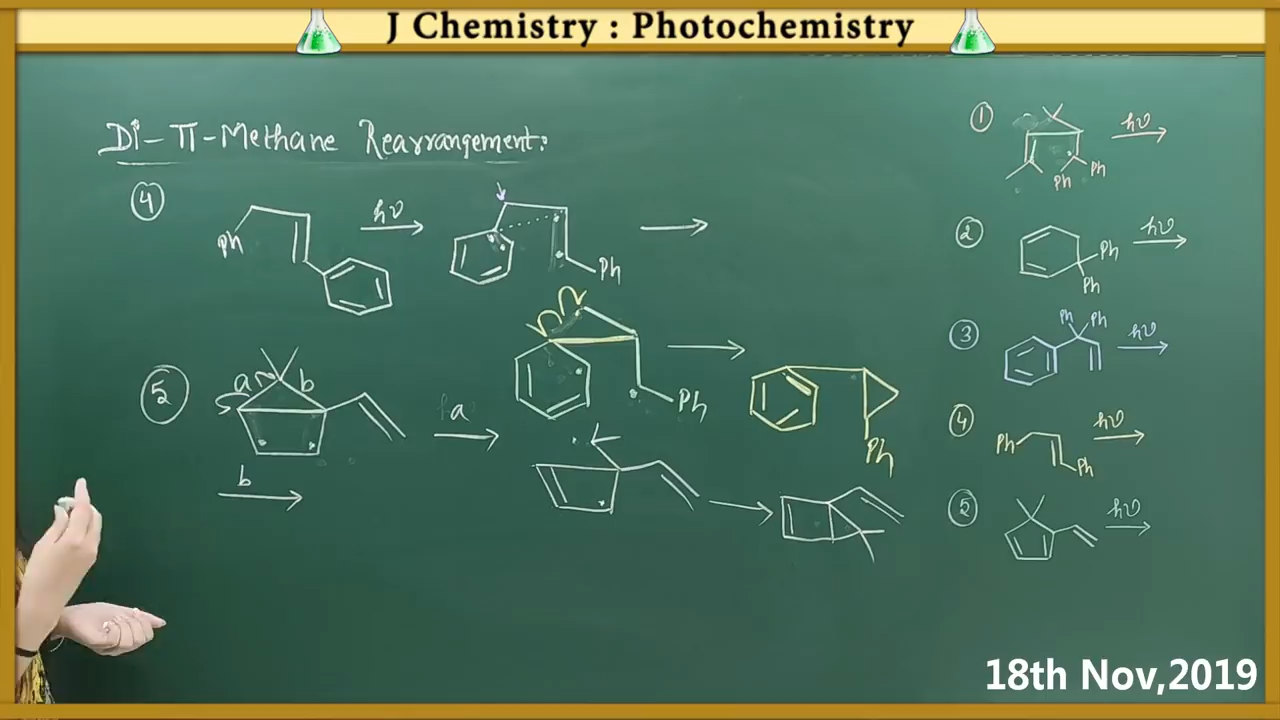 J Chemistry : Photochemistry
Di-π-Methane Rearrangement:
④
Ph
hν
Ph
Ph
Ph
⑤
a
b
a
b
①
Ph
Ph
hν
②
Ph
Ph
hν
③
Ph
Ph
hν
④
Ph
Ph
hν
⑤
hν
18th Nov,2019